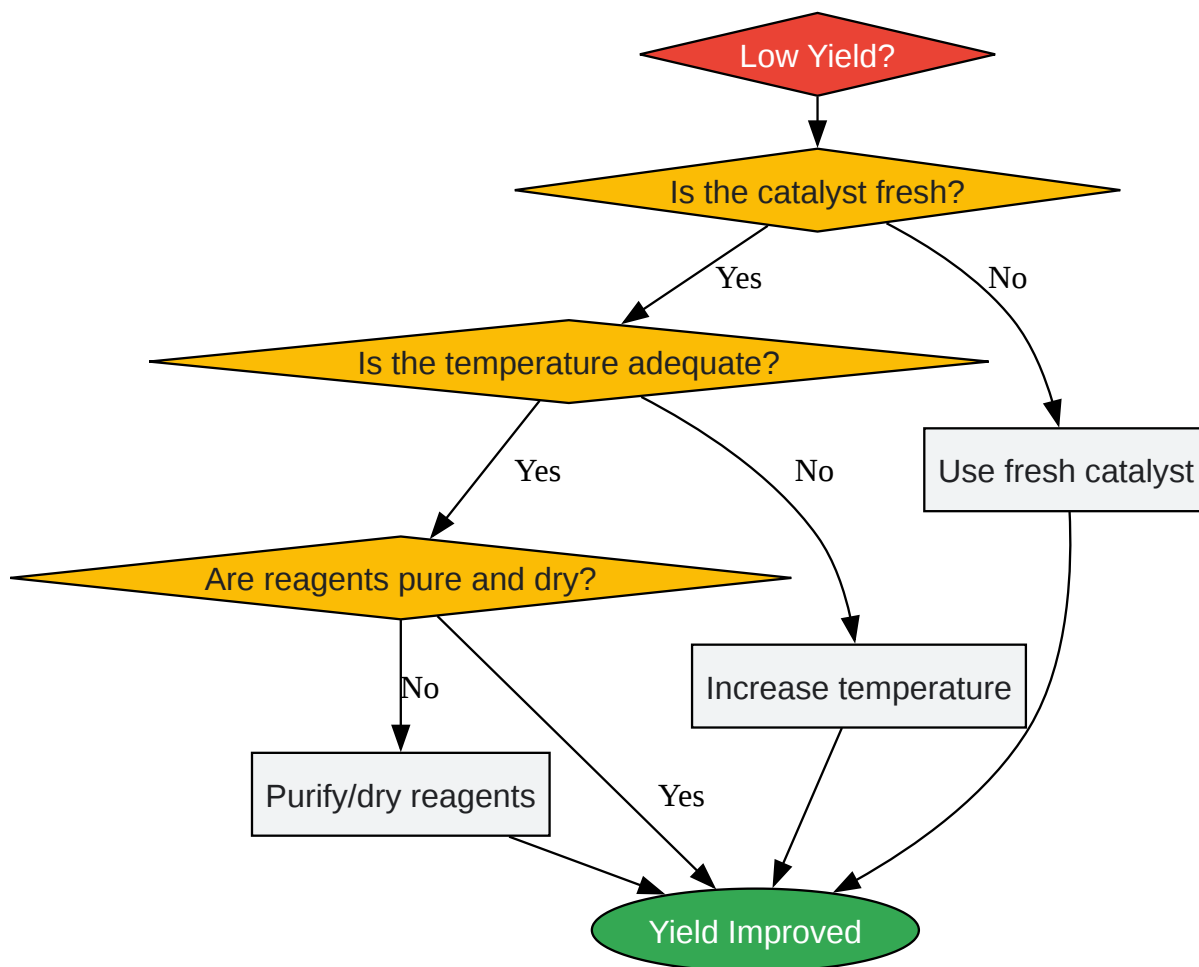 Low Yield?
Is the catalyst fresh?
Yes
No
Is the temperature adequate?
Yes
No
Use fresh catalyst
Are reagents pure and dry?
No
Increase temperature
Purify/dry reagents
Yes
Yield Improved